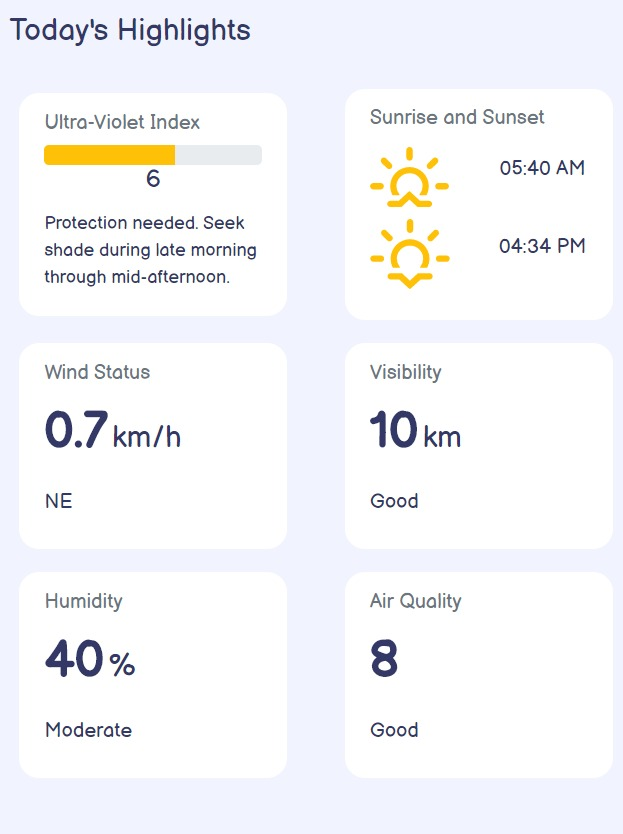 Today's Highlights
Ultra-Violet Index
6
Protection needed. Seek
shade during late morning
through mid-afternoon.
Sunrise and Sunset
05:40 AM
04:34 PM
Wind Status
0.7 km/h
NE
Visibility
10 km
Good
Humidity
40 %
Moderate
Air Quality
8
Good